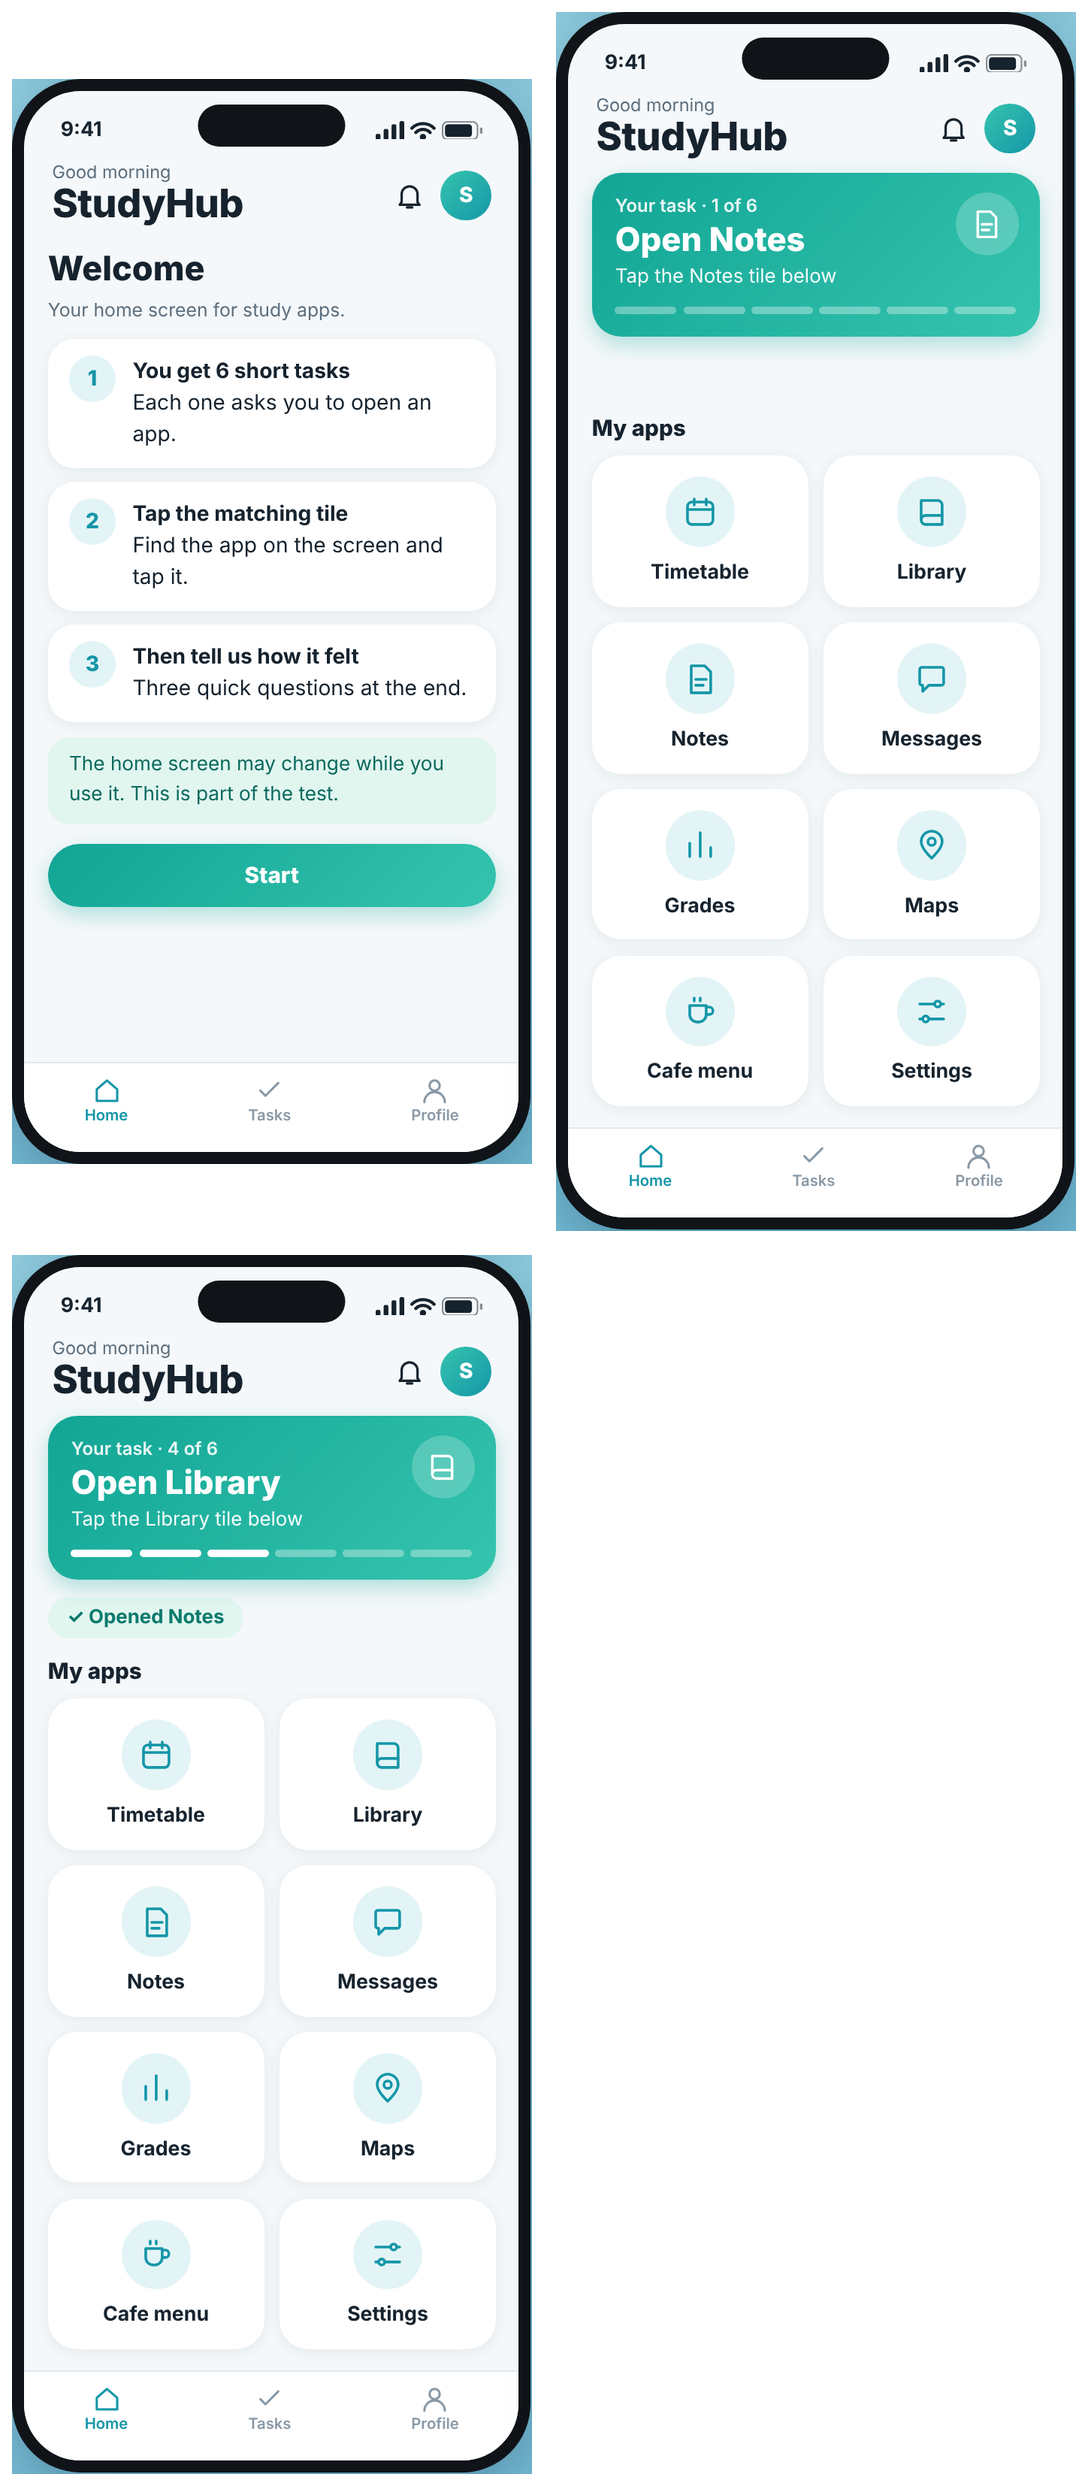 9:41
Good morning
StudyHub
S
Welcome
Your home screen for study apps.
1
You get 6 short tasks
Each one asks you to open an
app.
2
Tap the matching tile
Find the app on the screen and
tap it.
3
Then tell us how it felt
Three quick questions at the end.
The home screen may change while you
use it. This is part of the test.
Start
Home
Tasks
Profile
9:41
Good morning
StudyHub
S
Your task · 1 of 6
Open Notes
Tap the Notes tile below
My apps
Timetable
Library
Notes
Messages
Grades
Maps
Cafe menu
Settings
Home
Tasks
Profile
9:41
Good morning
StudyHub
S
Your task · 4 of 6
Open Library
Tap the Library tile below
✓ Opened Notes
My apps
Timetable
Library
Notes
Messages
Grades
Maps
Cafe menu
Settings
Home
Tasks
Profile